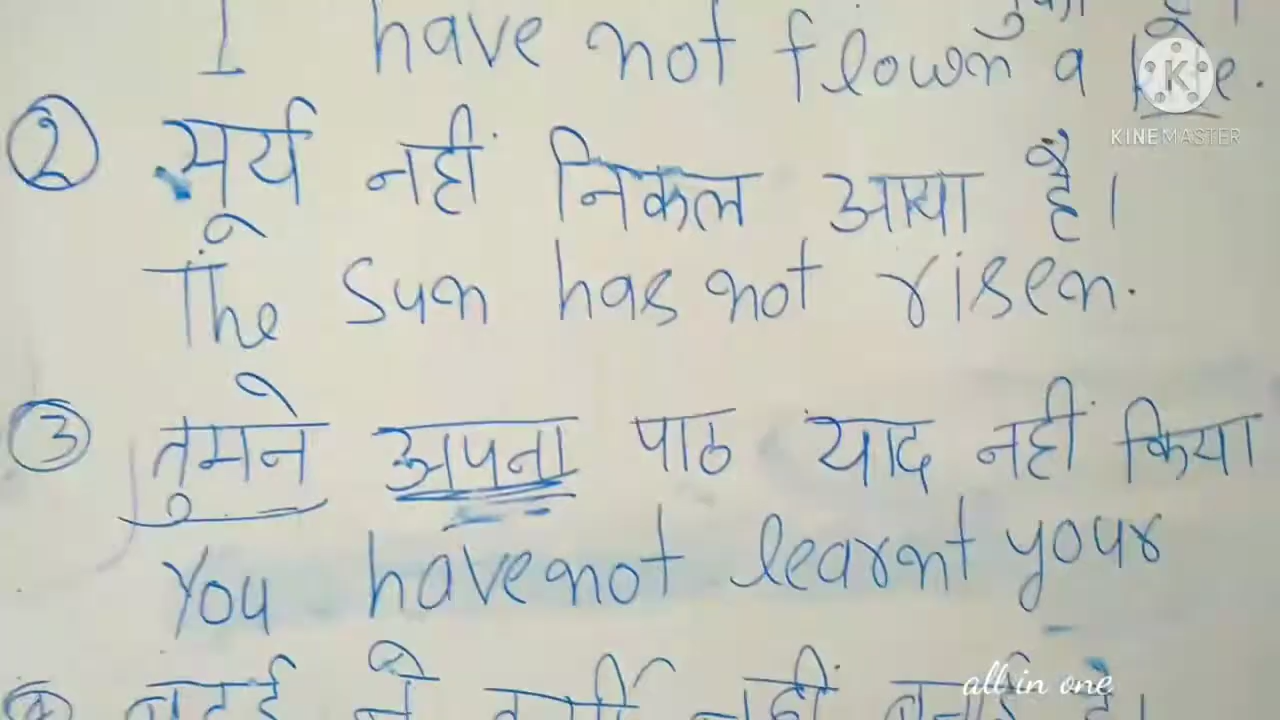 I have not flown a
② सूर्य नहीं निकल आया है।
The Sun has not risen.
③ तुमने अपना पाठ याद नहीं किया
You have not learnt your
नहीं
KINEMASTER
all in one